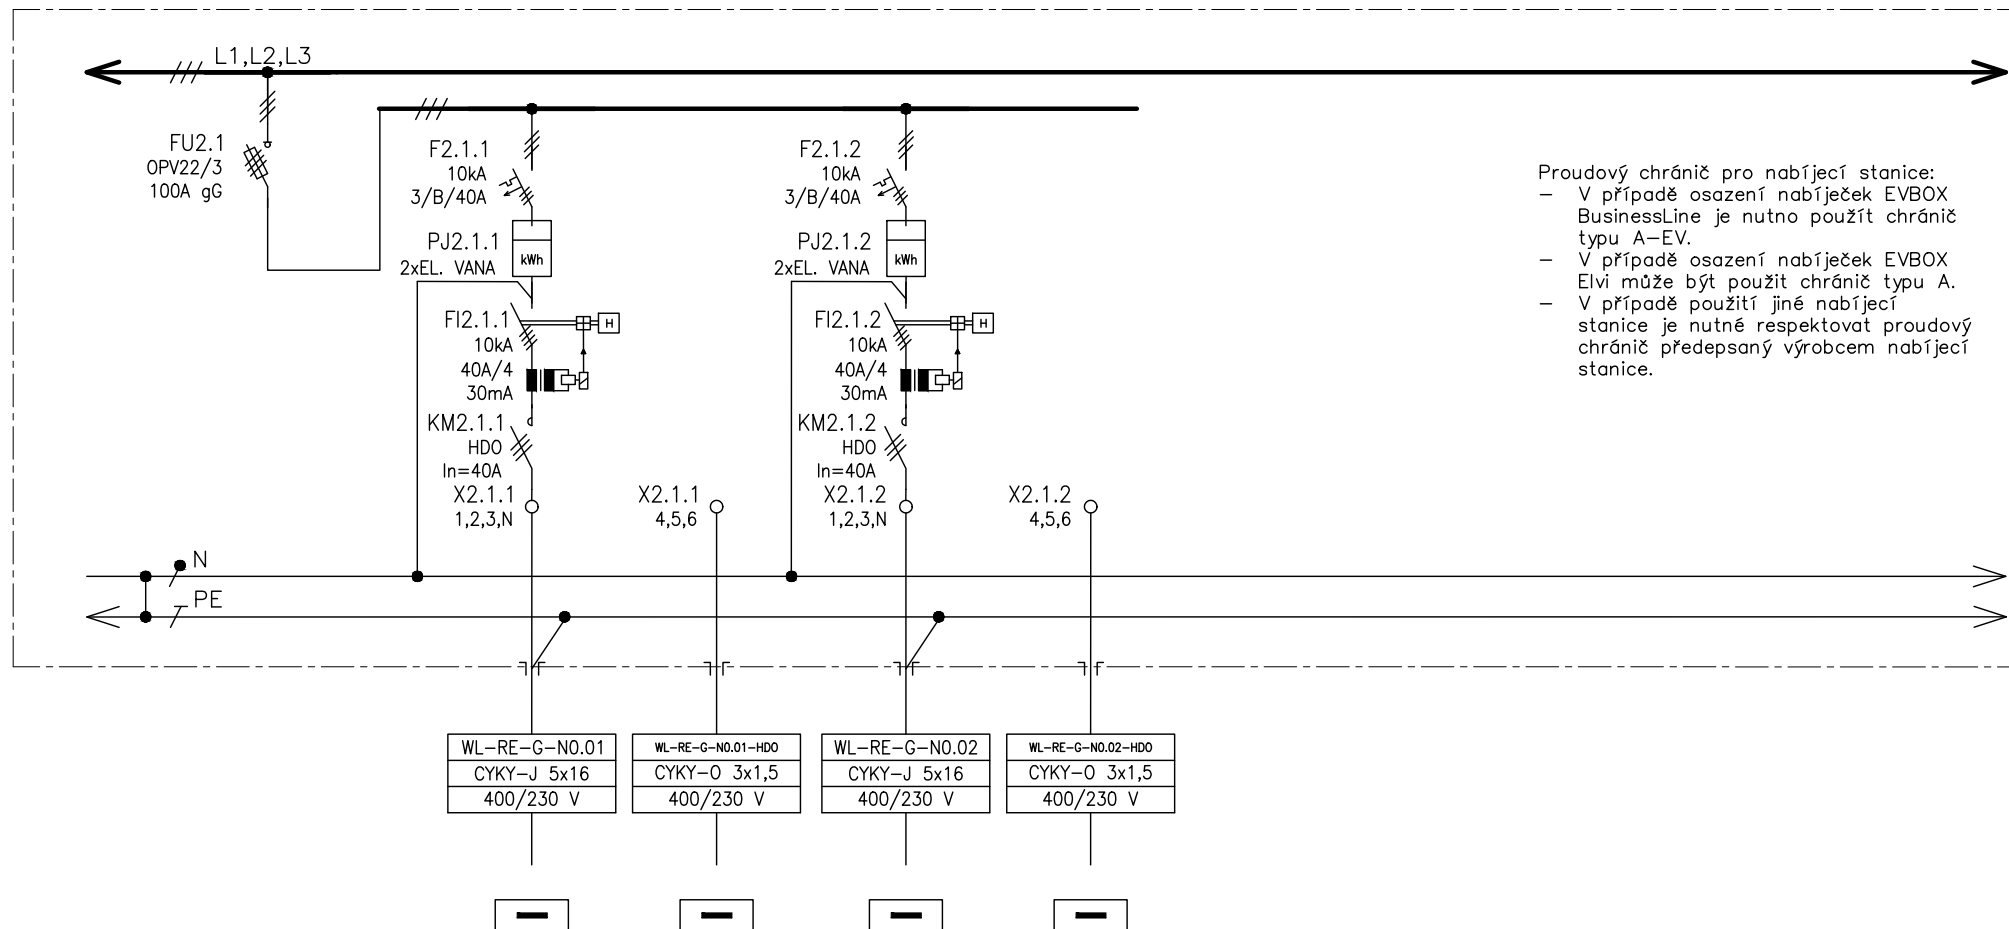 L1,L2,L3
FU2.1
OPV22/3
100A gG
F2.1.1
10kA
3/B/40A
PJ2.1.1
kWh
2xEL. VANA
FI2.1.1
H
10kA
40A/4
30mA
KM2.1.1
HDO
In=40A
X2.1.1
1,2,3,N
X2.1.1
4,5,6
F2.1.2
10kA
3/B/40A
PJ2.1.2
kWh
2xEL. VANA
FI2.1.2
H
10kA
40A/4
30mA
KM2.1.2
HDO
In=40A
X2.1.2
1,2,3,N
X2.1.2
4,5,6
Proudový chránič pro nabíjecí stanice:
– V případě osazení nabíječek EVBOX
BusinessLine je nutno použít chránič
typu A–EV.
– V případě osazení nabíječek EVBOX
Elvi může být použit chránič typu A.
– V případě použití jiné nabíjecí
stanice je nutné respektovat proudový
chránič předepsaný výrobcem nabíjecí
stanice.
N
PE
WL–RE–G–N0.01
CYKY–J 5x16
400/230 V
WL–RE–G–N0.01–HDO
CYKY–O 3x1,5
400/230 V
WL–RE–G–N0.02
CYKY–J 5x16
400/230 V
WL–RE–G–N0.02–HDO
CYKY–O 3x1,5
400/230 V